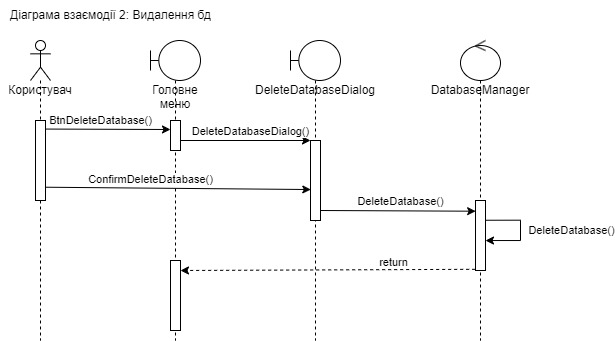 Діаграма взаємодії 2: Видалення бд
Користувач
Головне
меню
DeleteDatabaseDialog
DatabaseManager
BtnDeleteDatabase()
DeleteDatabaseDialog()
ConfirmDeleteDatabase()
DeleteDatabase()
DeleteDatabase()
return